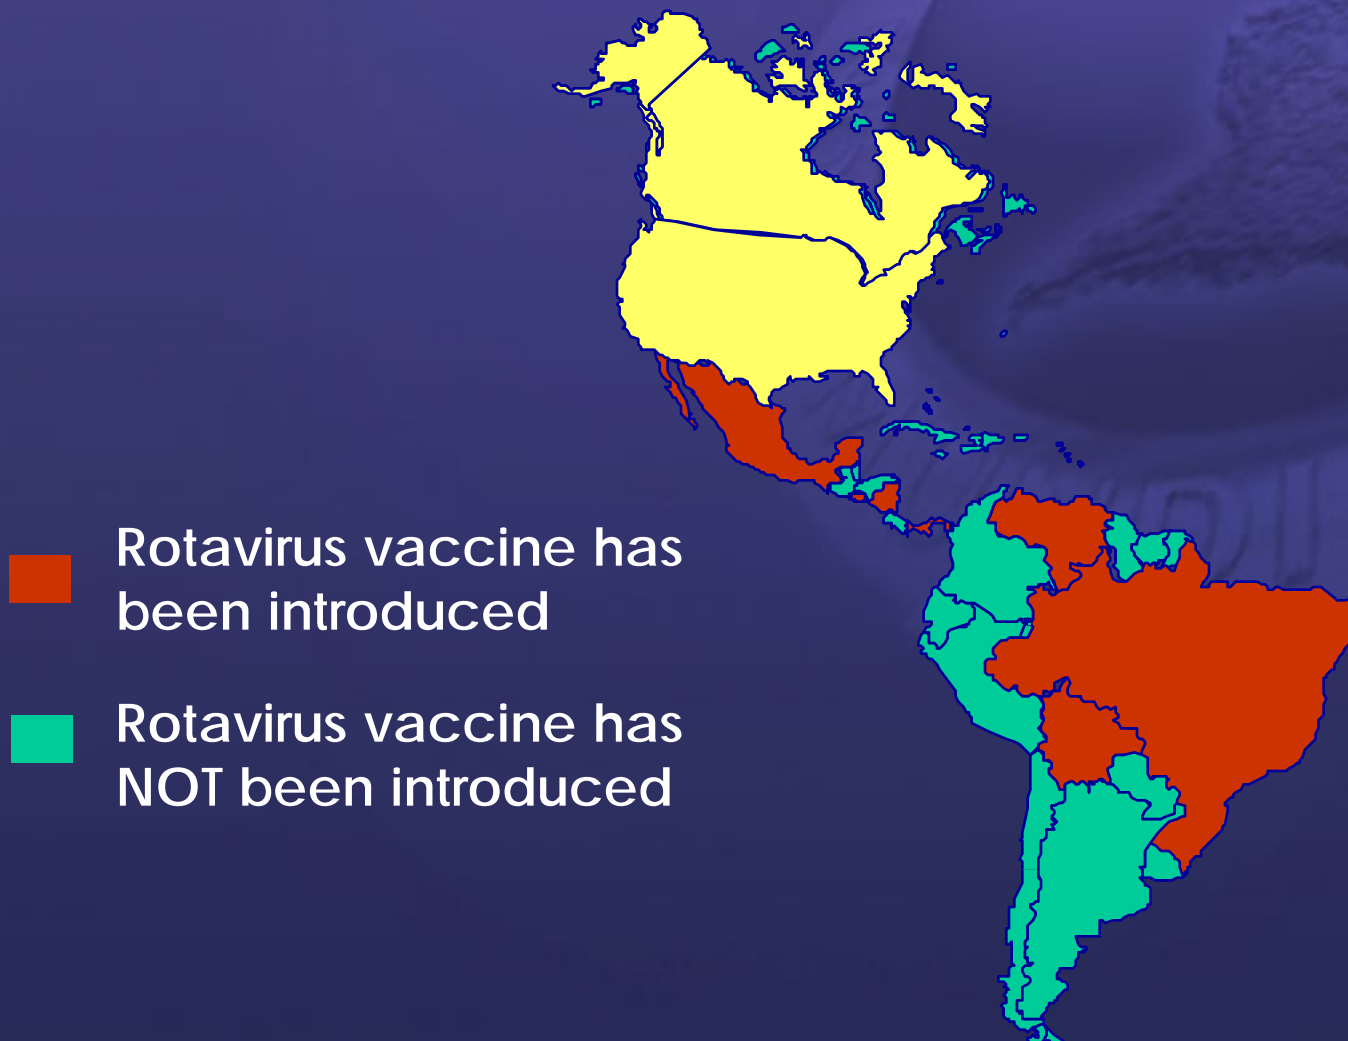 Rotavirus vaccine has
been introduced
Rotavirus vaccine has
NOT been introduced